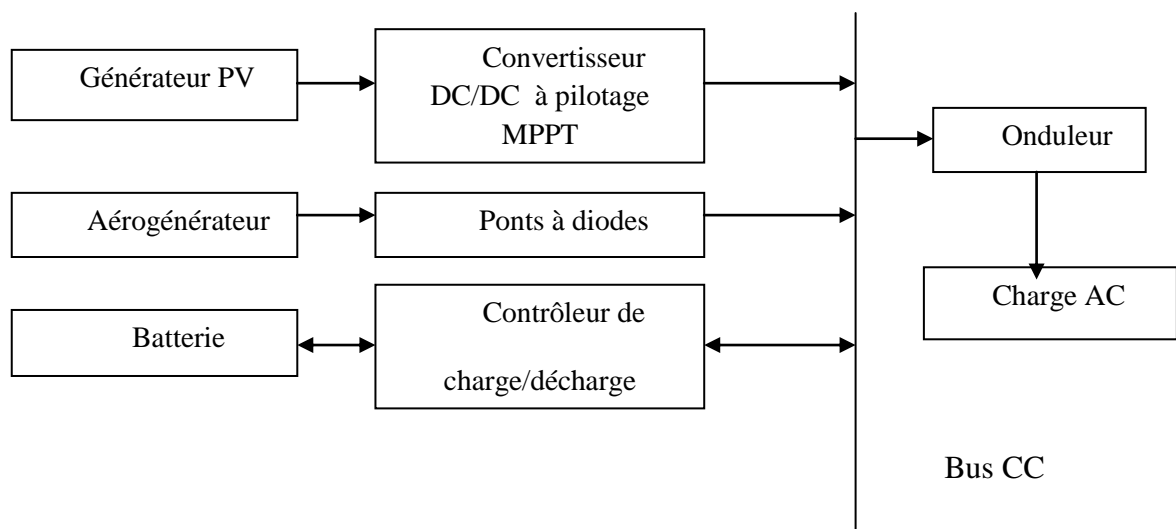 Générateur PV
Convertisseur
DC/DC à pilotage
MPPT
Onduleur
Aérogénérateur
Ponts à diodes
Charge AC
Batterie
Contrôleur de
charge/décharge
Bus CC